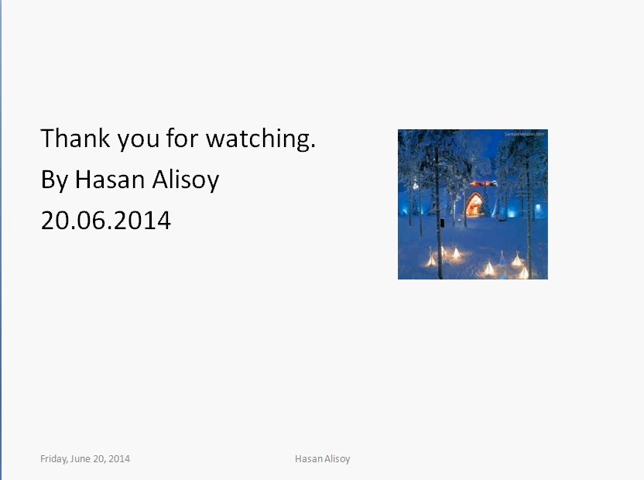 Thank you for watching.
By Hasan Alisoy
20.06.2014
Friday, June 20, 2014
Hasan Alisoy